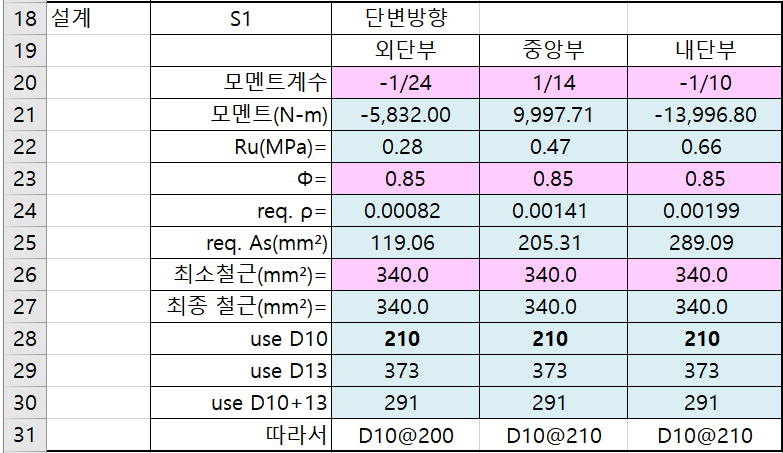 18 설계 S1 단변방향
19 외단부 중앙부 내단부
20 모멘트계수 -1/24 1/14 -1/10
21 모멘트(N-m) -5,832.00 9,997.71 -13,996.80
22 Ru(MPa)= 0.28 0.47 0.66
23 Φ= 0.85 0.85 0.85
24 req. ρ= 0.00082 0.00141 0.00199
25 req. As(mm²) 119.06 205.31 289.09
26 최소철근(mm²)= 340.0 340.0 340.0
27 최종 철근(mm²)= 340.0 340.0 340.0
28 use D10 210 210 210
29 use D13 373 373 373
30 use D10+13 291 291 291
31 따라서 D10@200 D10@210 D10@210